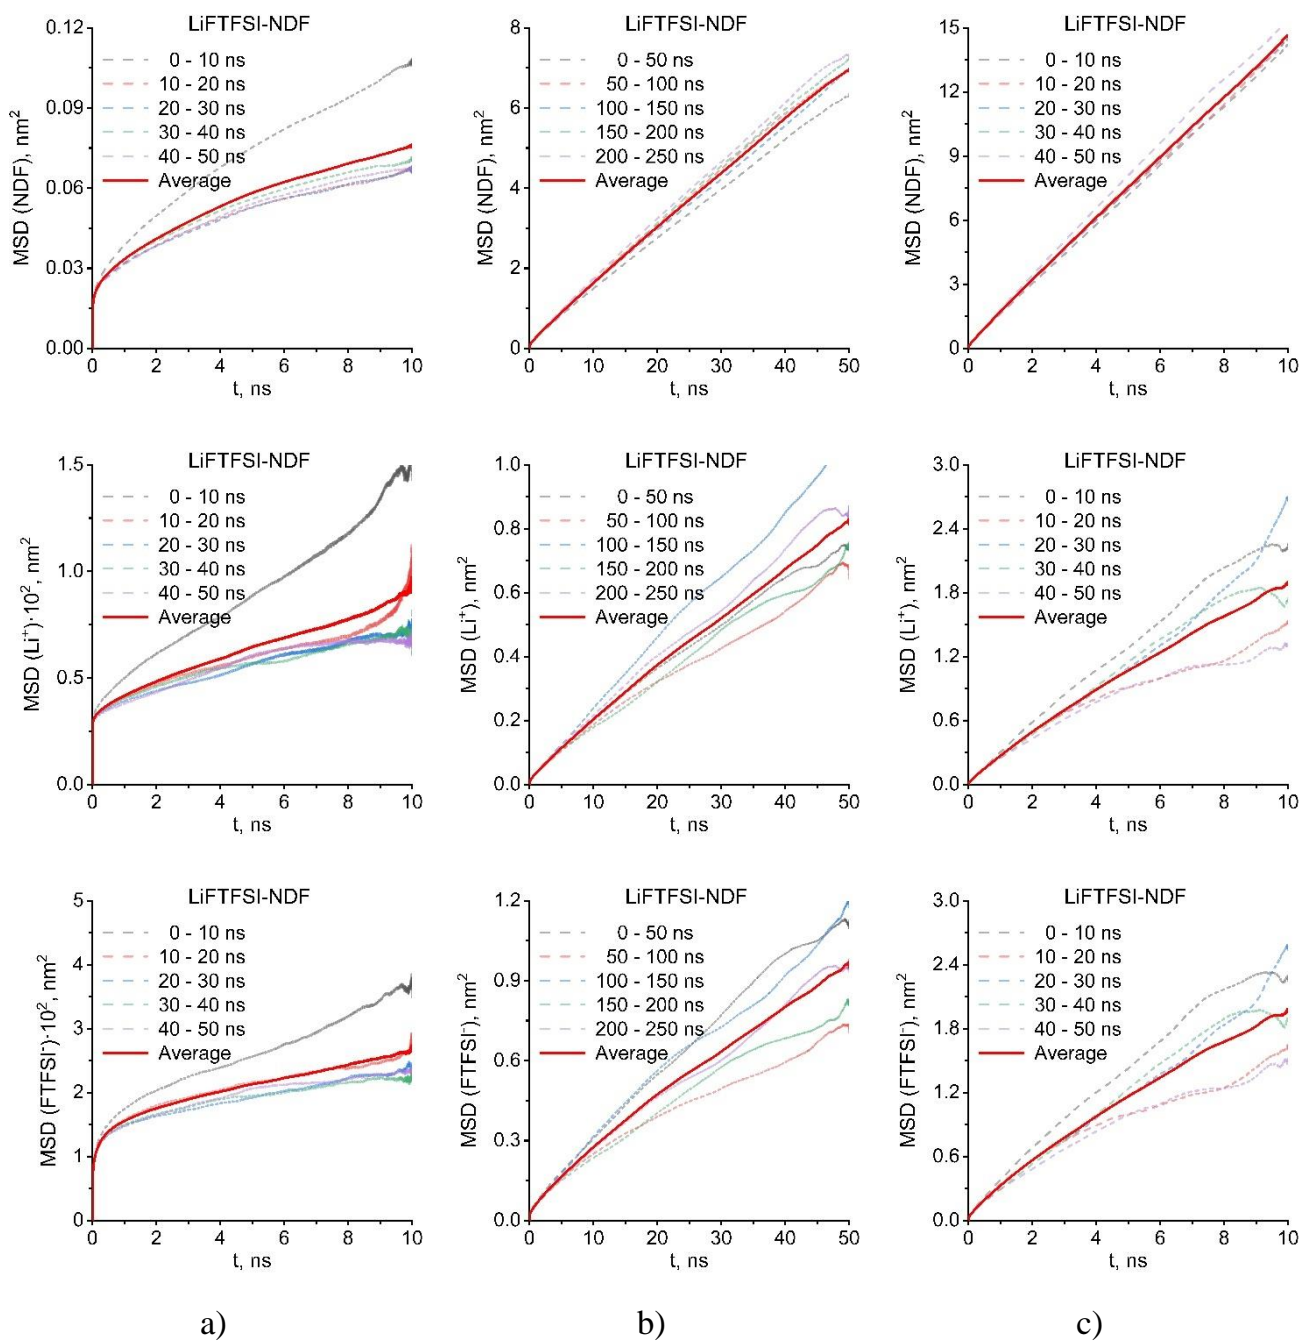 LiFTFSI-NDF
0.12
0.09
0.06
0.03
0.00
MSD (NDF), nm²
0 - 10 ns
10 - 20 ns
20 - 30 ns
30 - 40 ns
40 - 50 ns
Average
0 2 4 6 8 10
t, ns
LiFTFSI-NDF
8
6
4
2
0
MSD (NDF), nm²
0 - 50 ns
50 - 100 ns
100 - 150 ns
150 - 200 ns
200 - 250 ns
Average
0 10 20 30 40 50
t, ns
LiFTFSI-NDF
15
12
9
6
3
0
MSD (NDF), nm²
0 - 10 ns
10 - 20 ns
20 - 30 ns
30 - 40 ns
40 - 50 ns
Average
0 2 4 6 8 10
t, ns
LiFTFSI-NDF
1.5
1.0
0.5
0.0
MSD (Li⁺)·10², nm²
0 - 10 ns
10 - 20 ns
20 - 30 ns
30 - 40 ns
40 - 50 ns
Average
0 2 4 6 8 10
t, ns
LiFTFSI-NDF
1.0
0.8
0.6
0.4
0.2
0.0
MSD (Li⁺), nm²
0 - 50 ns
50 - 100 ns
100 - 150 ns
150 - 200 ns
200 - 250 ns
Average
0 10 20 30 40 50
t, ns
LiFTFSI-NDF
3.0
2.4
1.8
1.2
0.6
0.0
MSD (Li⁺), nm²
0 - 10 ns
10 - 20 ns
20 - 30 ns
30 - 40 ns
40 - 50 ns
Average
0 2 4 6 8 10
t, ns
LiFTFSI-NDF
5
4
3
2
1
0
MSD (FTFSI⁻)·10², nm²
0 - 10 ns
10 - 20 ns
20 - 30 ns
30 - 40 ns
40 - 50 ns
Average
0 2 4 6 8 10
t, ns
LiFTFSI-NDF
1.2
0.9
0.6
0.3
0.0
MSD (FTFSI⁻), nm²
0 - 50 ns
50 - 100 ns
100 - 150 ns
150 - 200 ns
200 - 250 ns
Average
0 10 20 30 40 50
t, ns
LiFTFSI-NDF
3.0
2.4
1.8
1.2
0.6
0.0
MSD (FTFSI⁻), nm²
0 - 10 ns
10 - 20 ns
20 - 30 ns
30 - 40 ns
40 - 50 ns
Average
0 2 4 6 8 10
t, ns
a) b) c)